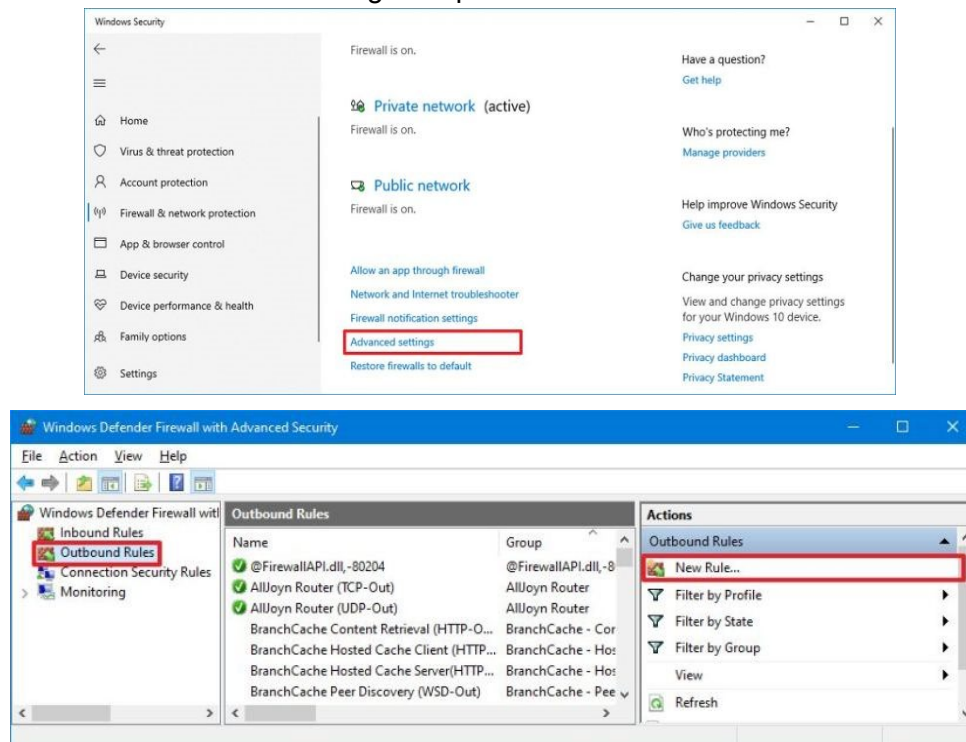 Windows Security
Firewall is on.
Private network (active)
Firewall is on.
Public network
Firewall is on.
Allow an app through firewall
Network and Internet troubleshooter
Firewall notification settings
Advanced settings
Restore firewalls to default
Home
Virus & threat protection
Account protection
Firewall & network protection
App & browser control
Device security
Device performance & health
Family options
Settings
Have a question?
Get help
Who's protecting me?
Manage providers
Help improve Windows Security
Give us feedback
Change your privacy settings
View and change privacy settings
for your Windows 10 device.
Privacy settings
Privacy dashboard
Privacy Statement
Windows Defender Firewall with Advanced Security
File Action View Help
Windows Defender Firewall witl
Inbound Rules
Outbound Rules
Connection Security Rules
Monitoring
Outbound Rules
Name Group
@FirewallAPI.dll,-80204 @FirewallAPI.dll,-8
AllJoyn Router (TCP-Out) AllJoyn Router
AllJoyn Router (UDP-Out) AllJoyn Router
BranchCache Content Retrieval (HTTP-O... BranchCache - Cor
BranchCache Hosted Cache Client (HTTP... BranchCache - Hos
BranchCache Hosted Cache Server(HTTP... BranchCache - Hos
BranchCache Peer Discovery (WSD-Out) BranchCache - Pee
Actions
Outbound Rules
New Rule...
Filter by Profile
Filter by State
Filter by Group
View
Refresh